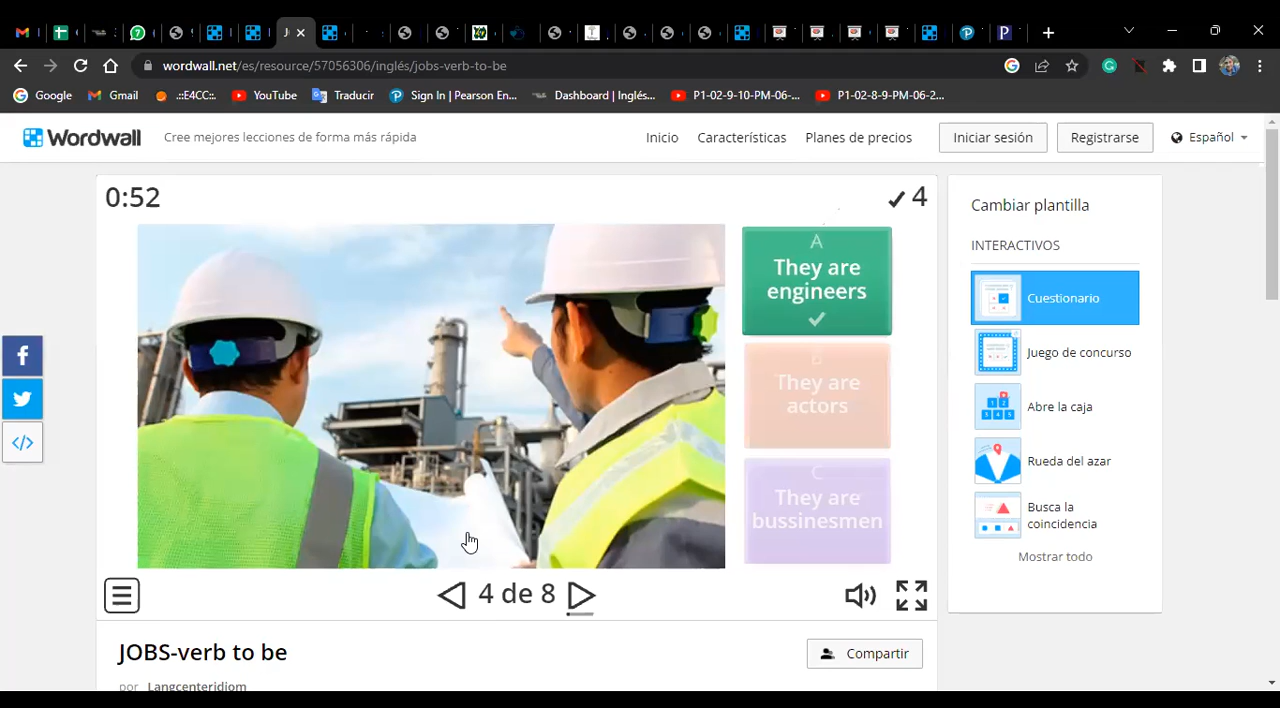 J
wordwall.net/es/resource/57056306/inglés/jobs-verb-to-be
Google
Gmail
.::E4CC::.
YouTube
Traducir
Sign In | Pearson En...
Dashboard | Inglés...
P1-02-9-10-PM-06-...
P1-02-8-9-PM-06-2...
Wordwall
Cree mejores lecciones de forma más rápida
Inicio
Características
Planes de precios
Iniciar sesión
Registrarse
Español
0:52
4
A
They are
engineers
B
They are
actors
C
They are
bussinesmen
4 de 8
Cambiar plantilla
INTERACTIVOS
Cuestionario
Juego de concurso
Abre la caja
Rueda del azar
Busca la
coincidencia
Mostrar todo
JOBS-verb to be
Compartir
por Langcenteridiom